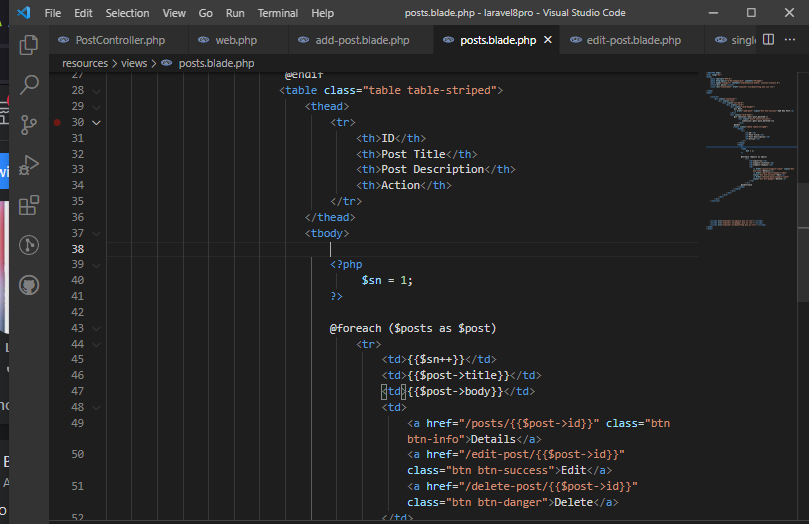 File Edit Selection View Go Run Terminal Help posts.blade.php - laravel8pro - Visual Studio Code
PostController.php web.php add-post.blade.php posts.blade.php edit-post.blade.php single
resources > views > posts.blade.php
27 @endif
28 <table class="table table-striped">
29 <thead>
30 <tr>
31 <th>ID</th>
32 <th>Post Title</th>
33 <th>Post Description</th>
34 <th>Action</th>
35 </tr>
36 </thead>
37 <tbody>
38
39 <?php
40 $sn = 1;
41 ?>
42
43 @foreach ($posts as $post)
44 <tr>
45 <td>{{$sn++}}</td>
46 <td>{{$post->title}}</td>
47 <td>{{$post->body}}</td>
48 <td>
49 <a href="/posts/{{$post->id}}" class="btn
btn-info">Details</a>
50 <a href="/edit-post/{{$post->id}}"
class="btn btn-success">Edit</a>
51 <a href="/delete-post/{{$post->id}}"
class="btn btn-danger">Delete</a>
52 </td>